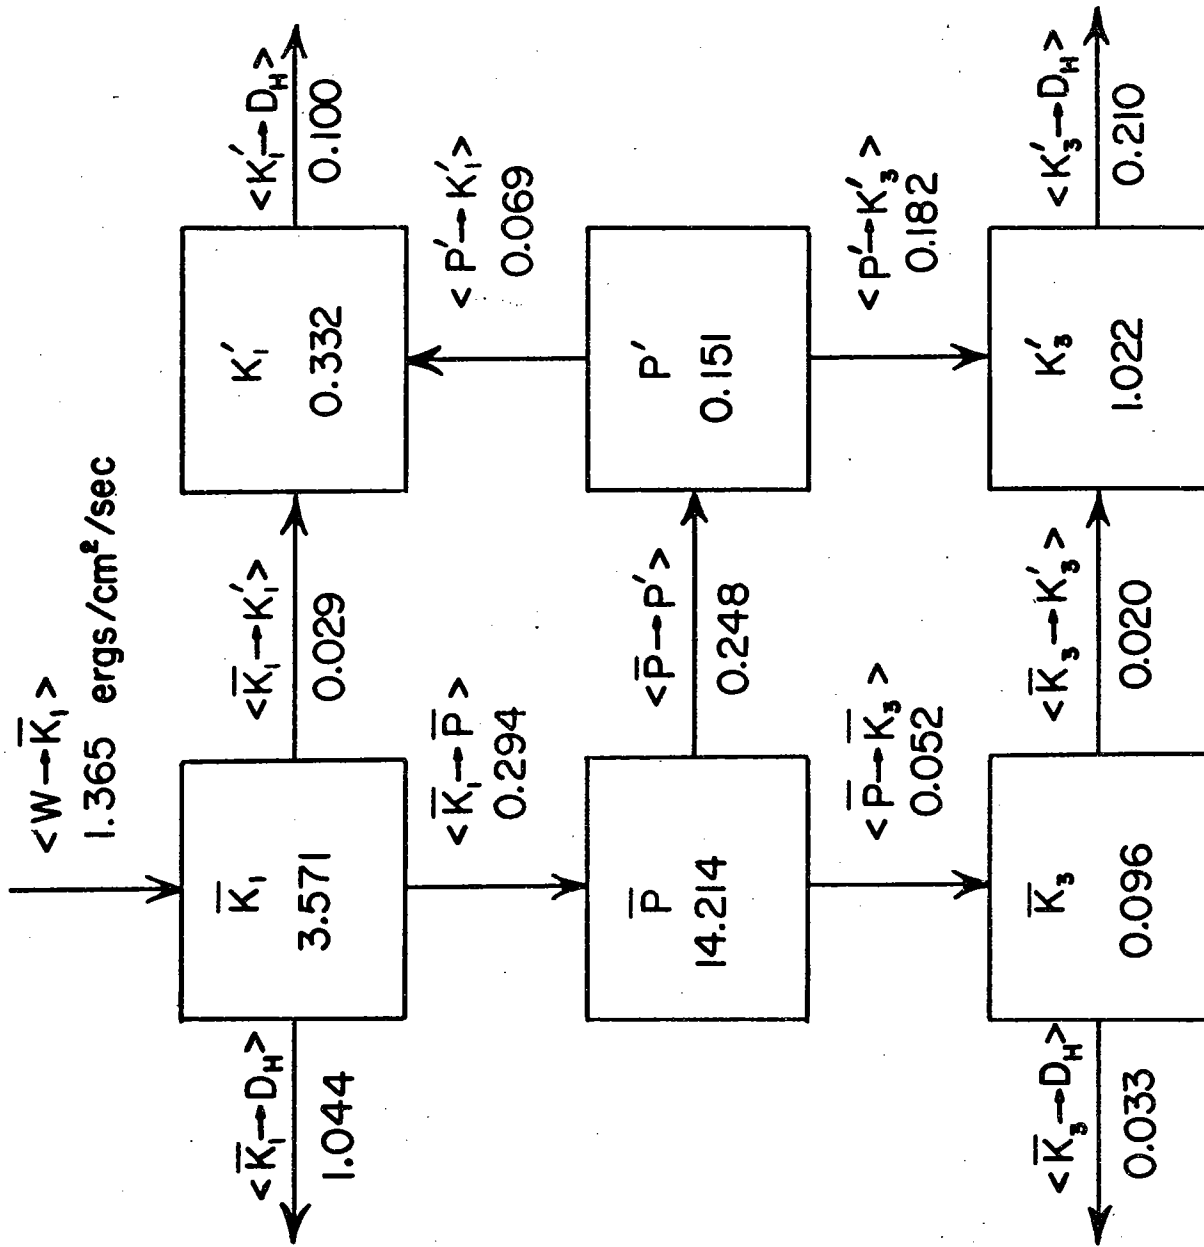 <W→K̄₁>
1.365 ergs/cm²/sec
<K̄₁→D_H>
1.044
K̄₁
3.571
<K̄₁→K₁′>
0.029
K₁′
0.332
<K₁′→D_H>
0.100
<K̄₁→P̄>
0.294
<P′→K₁′>
0.069
P̄
14.214
<P̄→P′>
0.248
P′
0.151
<P̄→K̄₃>
0.052
<P′→K₃′>
0.182
<K̄₃→D_H>
0.033
K̄₃
0.096
<K̄₃→K₃′>
0.020
K₃′
1.022
<K₃′→D_H>
0.210